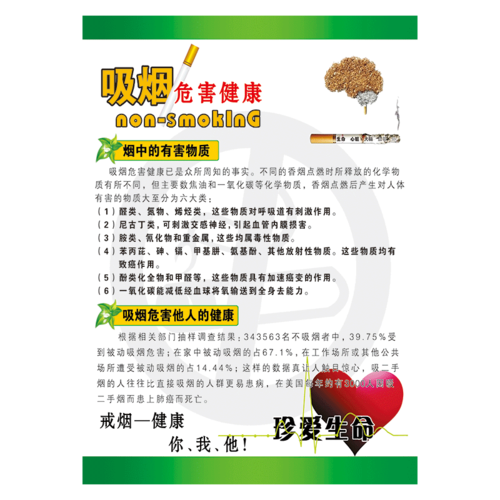 吸烟危害健康
non-smokInG
烟中的有害物质
吸烟危害健康已是众所周知的事实。不同的香烟点燃时所释放的化学物
质有所不同，但主要数焦油和一氧化碳等化学物质，香烟点燃后产生对人体
有害的物质大至分为六大类；
（1）醛类、氮物、烯烃类，这些物质对呼吸道有刺激作用。
（2）尼古丁类，可刺激交感神经，引起血管内膜损害。
（3）胺类、氰化物和重金属，这些均属毒性物质。
（4）苯丙芘、砷、镉、甲基肼、氨基酚、其他放射性物质。这些物质均有
致癌作用。
（5）酚类化全物和甲醛等，这些物质具有加速癌变的作用。
（6）一氧化碳能减低经血球将氧输送到全身去能力。
吸烟危害他人的健康
根据相关部门抽样调查结果：343563名不吸烟者中，39.75%受
到被动吸烟危害；在家中被动吸烟的占67.1%，在工作场所或其他公共
场所遭受被动吸烟的占14.44%；这样的数据真让人触目惊心，吸二手
烟的人往往比直接吸烟的人群更易患病，在美国每年约有
二手烟而患上肺癌而死亡。
戒烟—健康
你、我、他！
珍爱生命